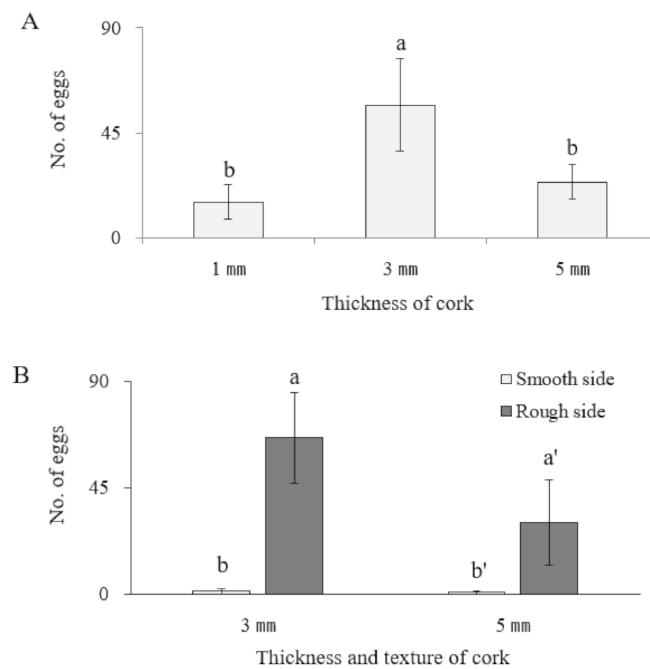 A
90
a
No. of eggs
45
b
b
0
1 ㎜
3 ㎜
5 ㎜
Thickness of cork
B
90
a
Smooth side
Rough side
No. of eggs
45
a'
b
b'
0
3 ㎜
5 ㎜
Thickness and texture of cork